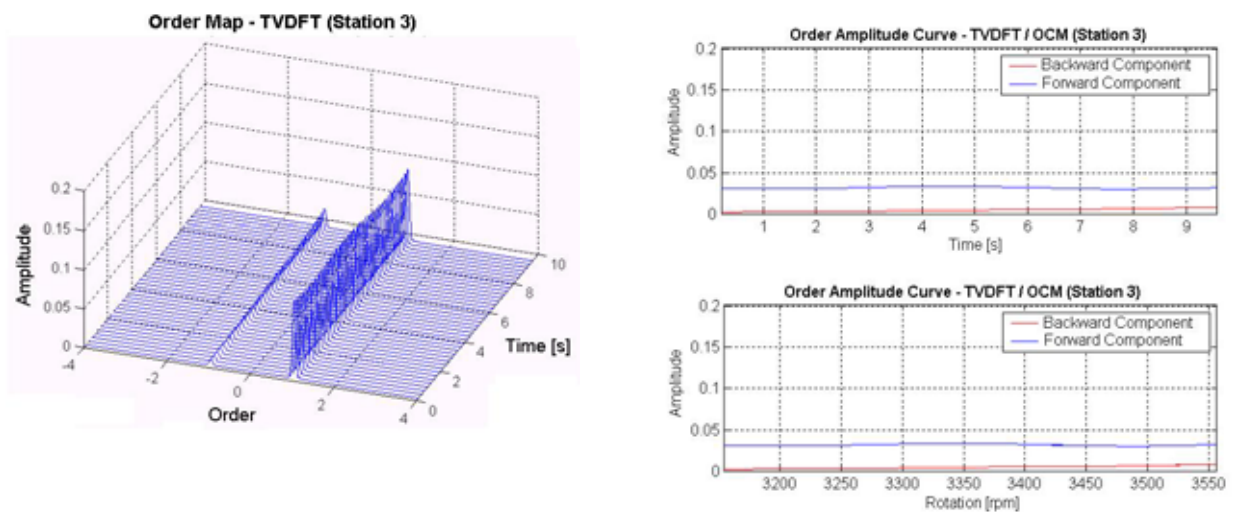 Order Map - TVDFT (Station 3)
0.2
0.15
0.1
0.05
0
Amplitude
-4
-2
0
2
4
Order
0
2
4
6
8
10
Time [s]
Order Amplitude Curve - TVDFT / OCM (Station 3)
0.2
0.15
0.1
0.05
0
Amplitude
Backward Component
Forward Component
1 2 3 4 5 6 7 8 9
Time [s]
Order Amplitude Curve - TVDFT / OCM (Station 3)
0.2
0.15
0.1
0.05
0
Amplitude
Backward Component
Forward Component
3200 3250 3300 3350 3400 3450 3500 3550
Rotation [rpm]